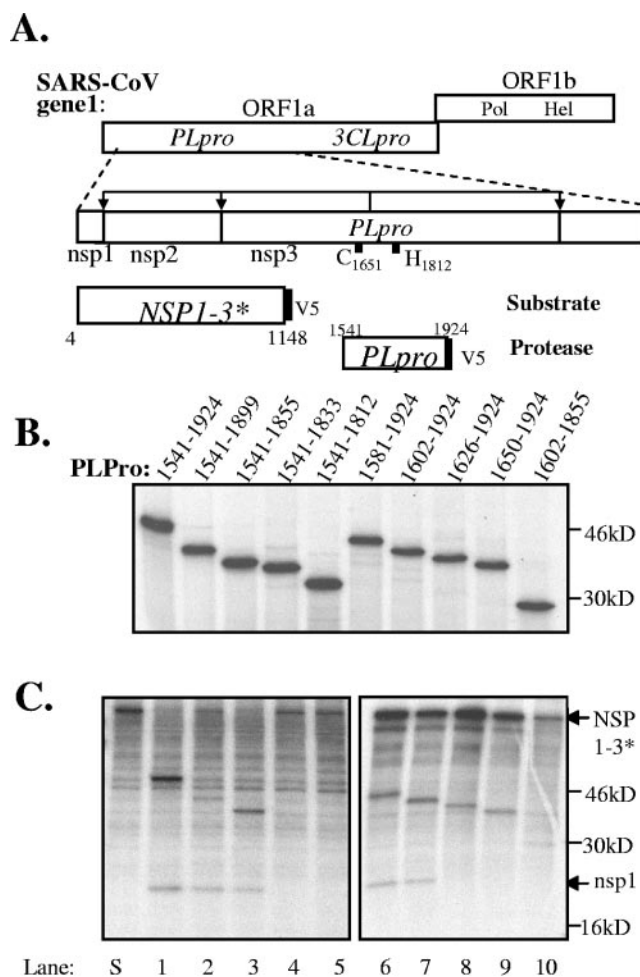 A.
SARS-CoV
gene1:
ORF1a
ORF1b
Pol Hel
PLpro 3CLpro
PLpro
nsp1 nsp2 nsp3 C1651 H1812
NSP1-3* V5
Substrate
4 1148
1541 1924
PLpro V5
Protease
B.
PLPro:
1541-1924
1541-1899
1541-1855
1541-1833
1541-1812
1581-1924
1602-1924
1626-1924
1650-1924
1602-1855
46kD
30kD
C.
NSP
1-3*
46kD
30kD
nsp1
16kD
Lane: S 1 2 3 4 5 6 7 8 9 10